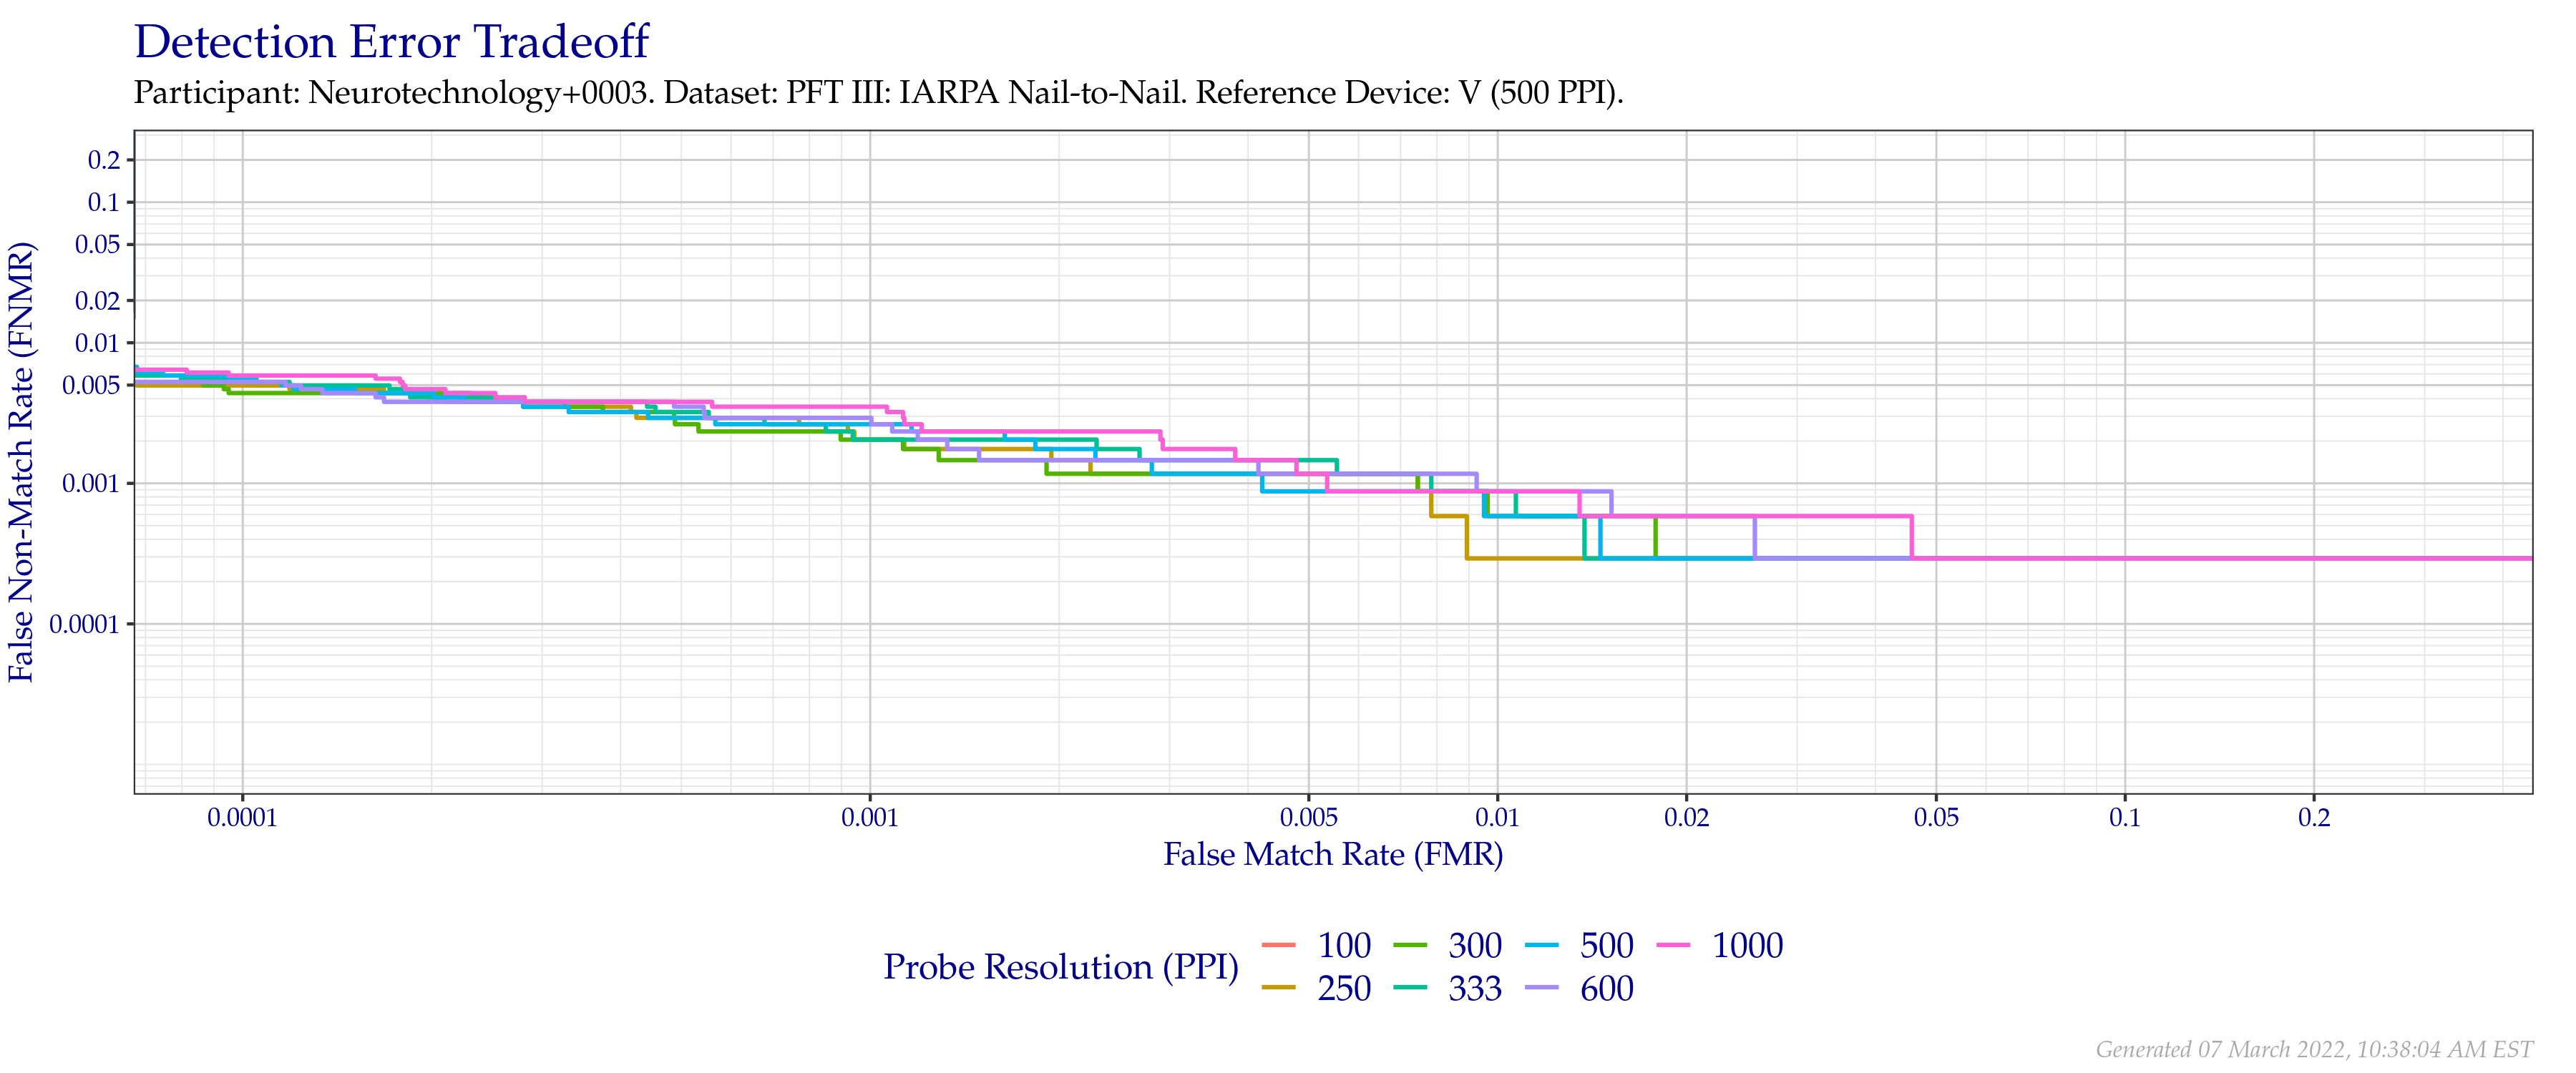 Detection Error Tradeoff
Participant: Neurotechnology+0003. Dataset: PFT III: IARPA Nail-to-Nail. Reference Device: V (500 PPI).
False Non-Match Rate (FNMR)
0.2
0.1
0.05
0.02
0.01
0.005
0.001
0.0001
0.0001 0.001 0.005 0.01 0.02 0.05 0.1 0.2
False Match Rate (FMR)
Probe Resolution (PPI)
100 300 500 1000
250 333 600
Generated 07 March 2022, 10:38:04 AM EST